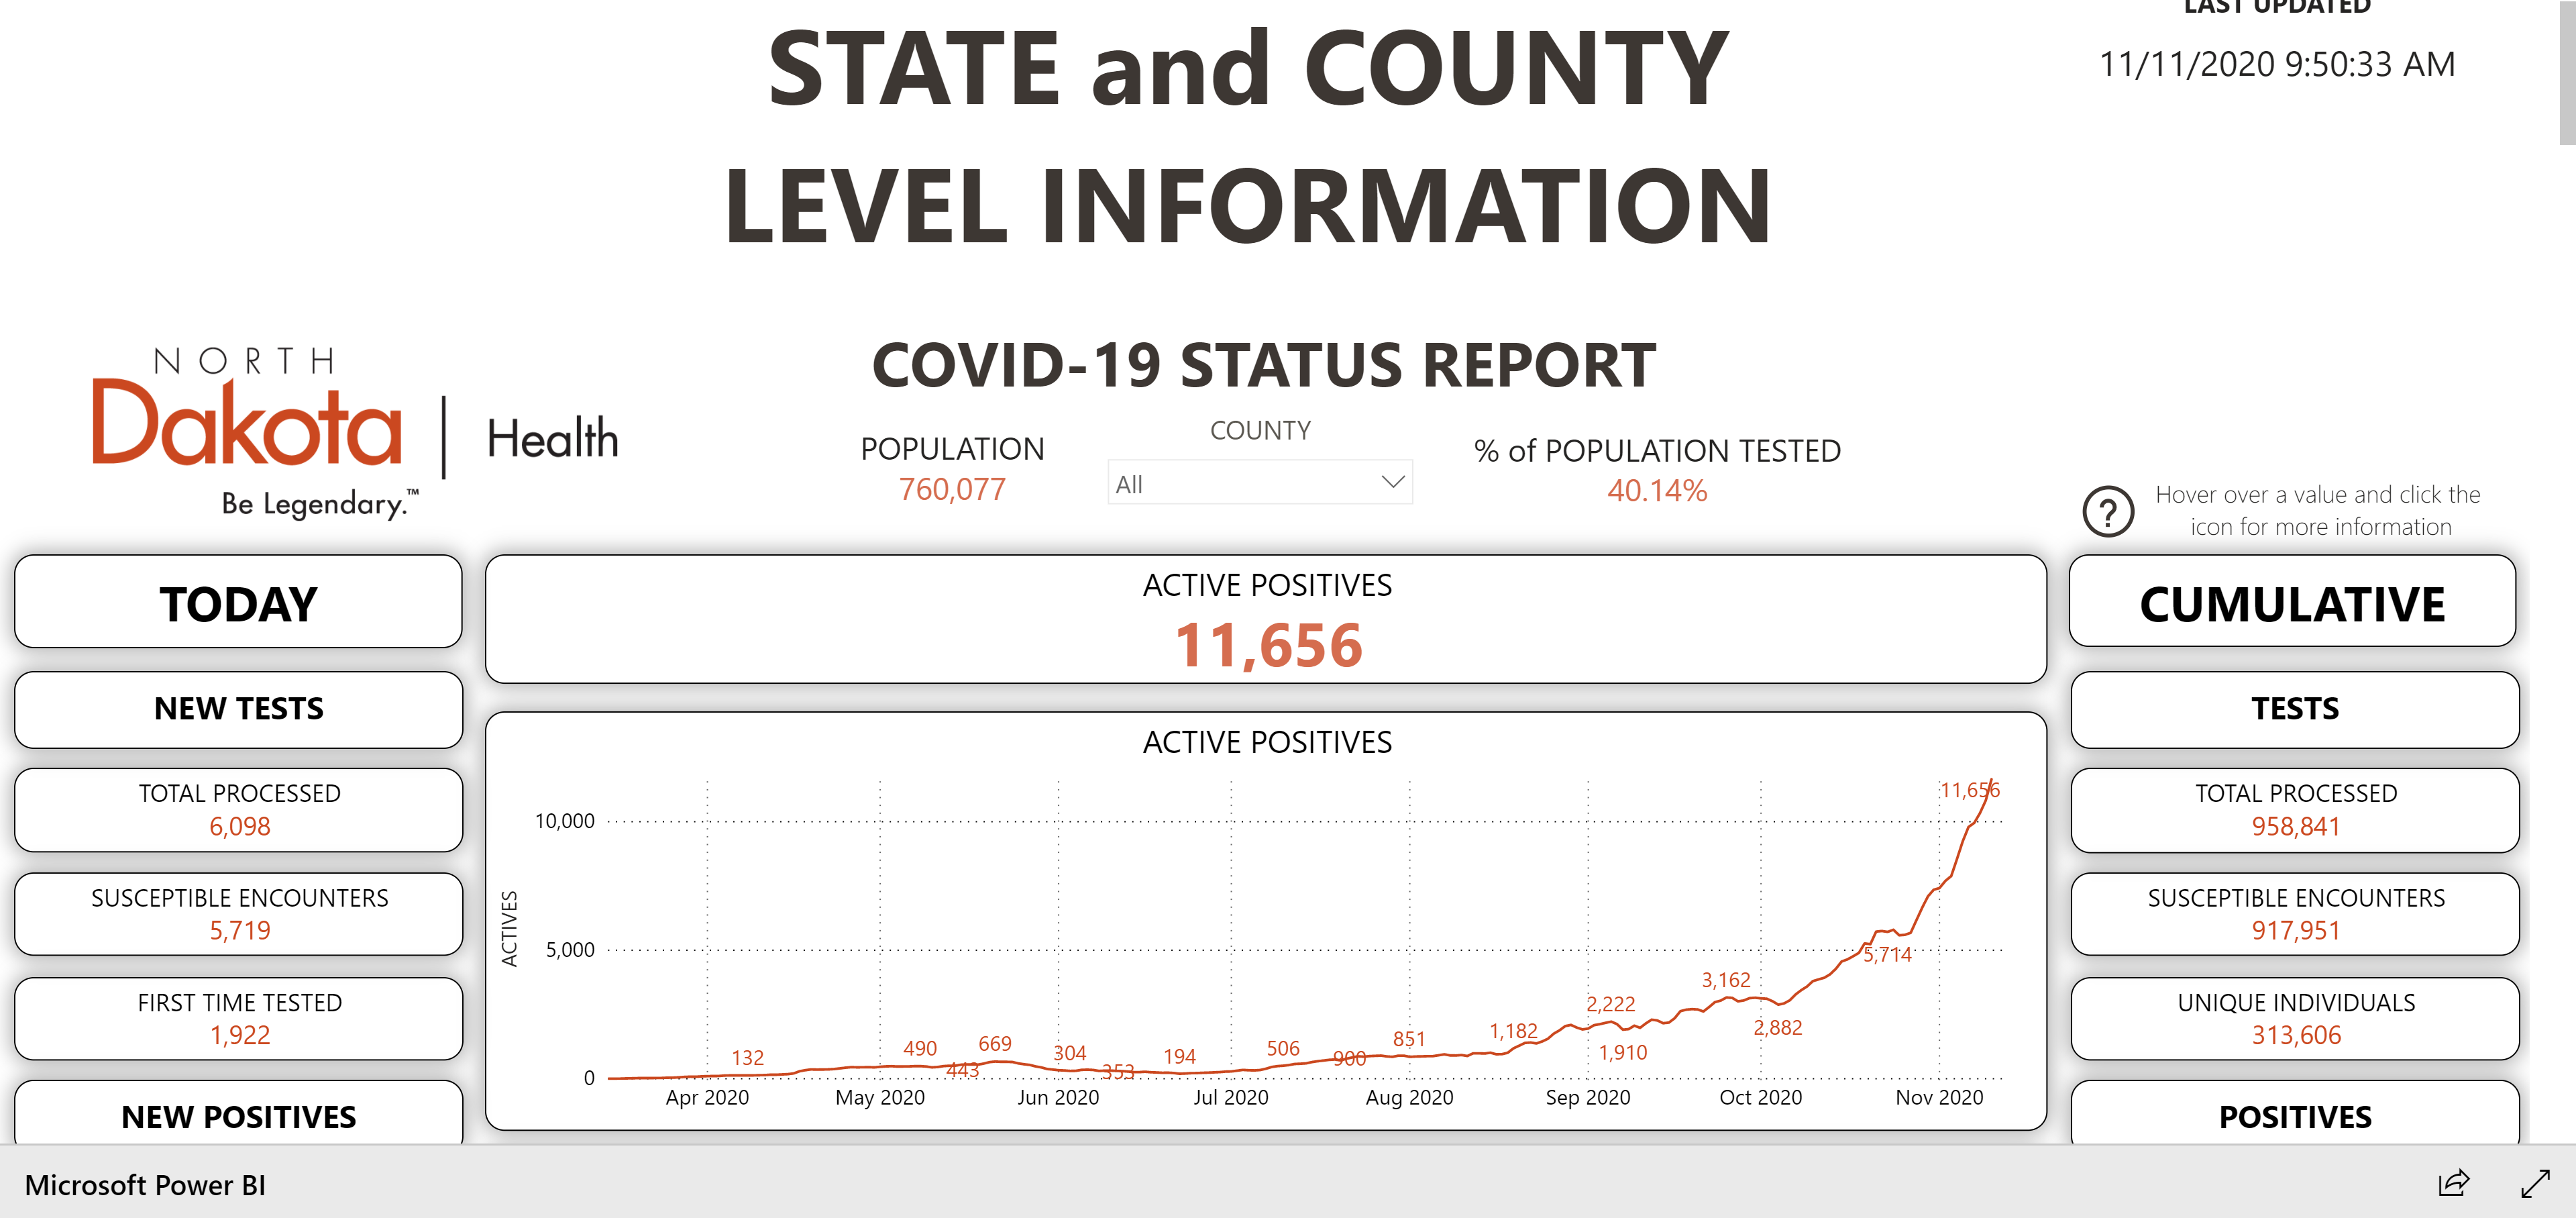 LAST UPDATED
11/11/2020 9:50:33 AM
STATE and COUNTY
LEVEL INFORMATION
NORTH
Dakota
Be Legendary.™
Health
COVID-19 STATUS REPORT
POPULATION
760,077
COUNTY
All
% of POPULATION TESTED
40.14%
?
Hover over a value and click the
icon for more information
TODAY
NEW TESTS
TOTAL PROCESSED
6,098
SUSCEPTIBLE ENCOUNTERS
5,719
FIRST TIME TESTED
1,922
NEW POSITIVES
ACTIVE POSITIVES
11,656
ACTIVE POSITIVES
ACTIVES
10,000
5,000
0
132
490
443
669
304
353
194
506
900
851
1,182
2,222
1,910
3,162
2,882
5,714
11,656
Apr 2020
May 2020
Jun 2020
Jul 2020
Aug 2020
Sep 2020
Oct 2020
Nov 2020
CUMULATIVE
TESTS
TOTAL PROCESSED
958,841
SUSCEPTIBLE ENCOUNTERS
917,951
UNIQUE INDIVIDUALS
313,606
POSITIVES
Microsoft Power BI